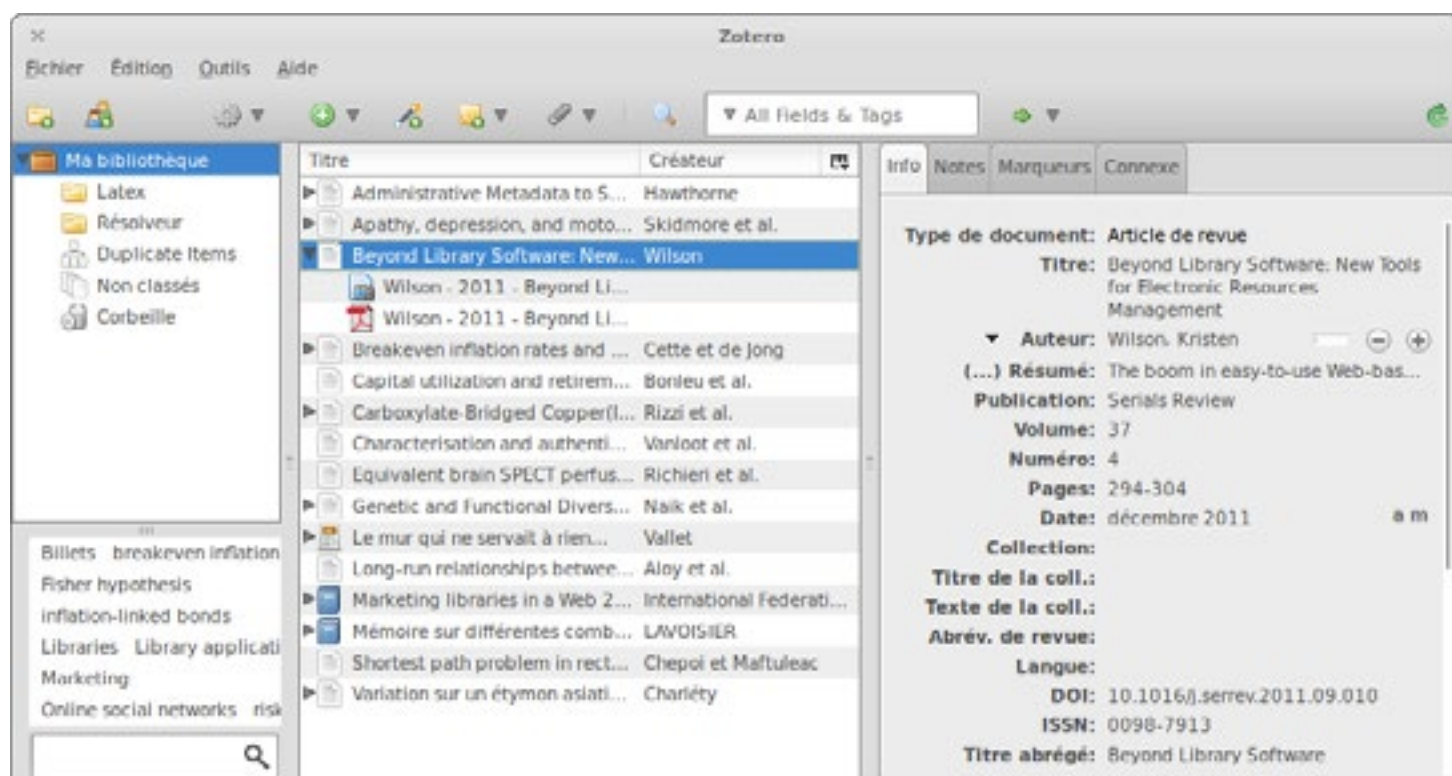 Zotero
Fichier Édition Outils Aide
All Fields & Tags
Ma bibliothèque
Latex
Résolveur
Duplicate Items
Non classés
Corbeille
Billets breakeven inflation
Fisher hypothesis
inflation-linked bonds
Libraries Library applicati
Marketing
Online social networks risk
Titre Créateur
Administrative Metadata to S... Hawthorne
Apathy, depression, and moto... Skidmore et al.
Beyond Library Software: New... Wilson
Wilson - 2011 - Beyond Li...
Wilson - 2011 - Beyond Li...
Breakeven inflation rates and ... Cette et de Jong
Capital utilization and retirem... Bonleu et al.
Carboxylate-Bridged Copper(I... Rizzi et al.
Characterisation and authenti... Vanloot et al.
Equivalent brain SPECT perfus... Richieri et al.
Genetic and Functional Divers... Naik et al.
Le mur qui ne servait à rien... Vallet
Long-run relationships betwee... Aloy et al.
Marketing libraries in a Web 2... International Federati...
Mémoire sur différentes comb... LAVOISIER
Shortest path problem in rect... Chepoi et Maftuleac
Variation sur un étymon asiati... Charléty
Info Notes Marqueurs Connexe
Type de document: Article de revue
Titre: Beyond Library Software: New Tools
for Electronic Resources
Management
Auteur: Wilson, Kristen
(...) Résumé: The boom in easy-to-use Web-bas...
Publication: Serials Review
Volume: 37
Numéro: 4
Pages: 294-304
Date: décembre 2011 a m
Collection:
Titre de la coll.:
Texte de la coll.:
Abrév. de revue:
Langue:
DOI: 10.1016/j.serrev.2011.09.010
ISSN: 0098-7913
Titre abrégé: Beyond Library Software